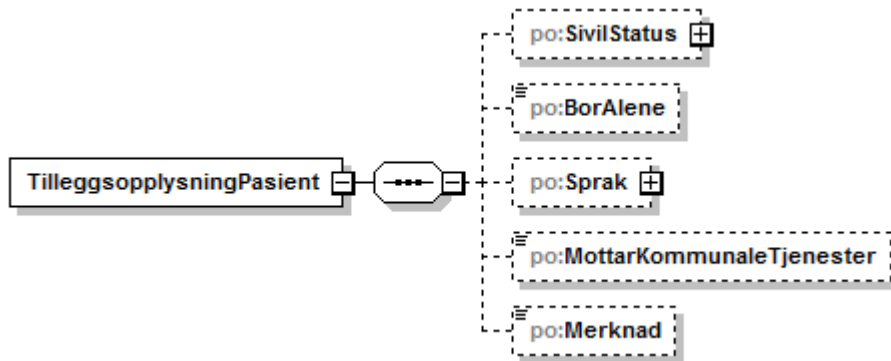 po:SivilStatus
po:BorAlene
TilleggsopplysningPasient
po:Sprak
po:MottarKommunaleTjenester
po:Merknad